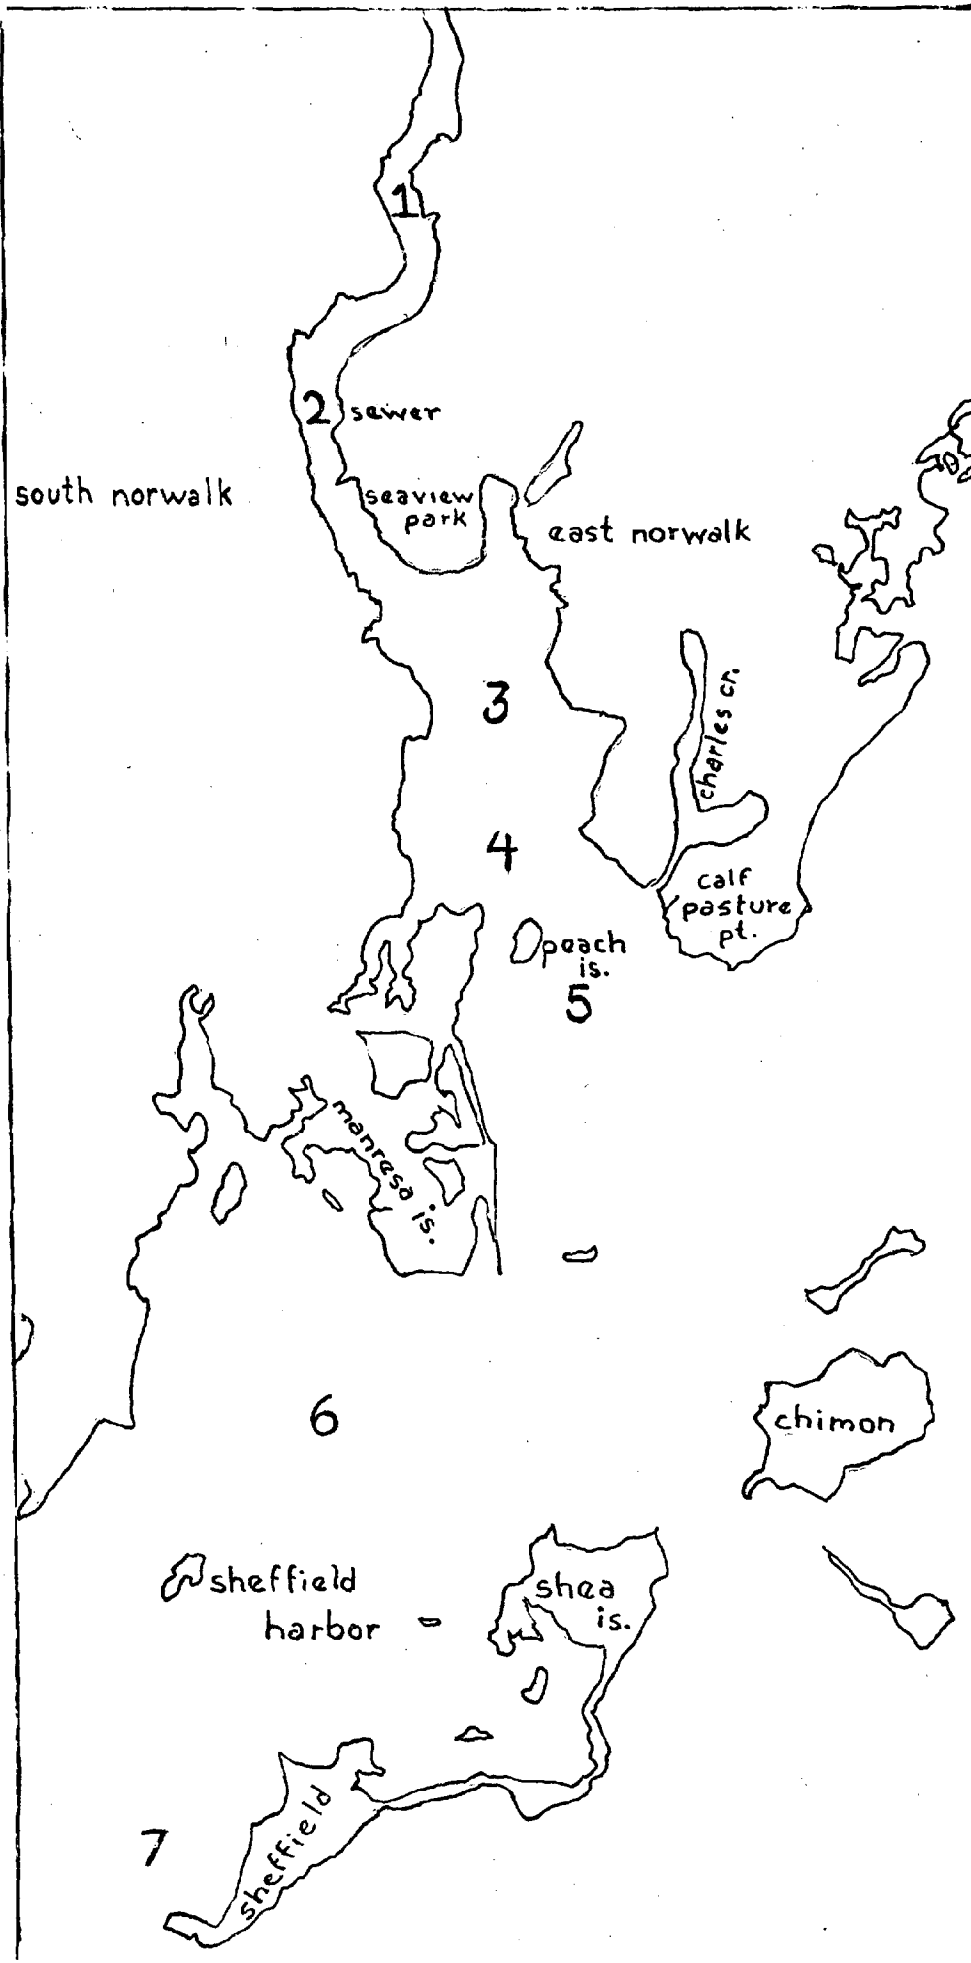 1
2 sewer
south norwalk
seaview
park
east norwalk
3
charles cr.
4
calf
pasture
pt.
peach
is.
5
manresa is.
6
chimon
sheffield
harbor
shea
is.
7
sheffield